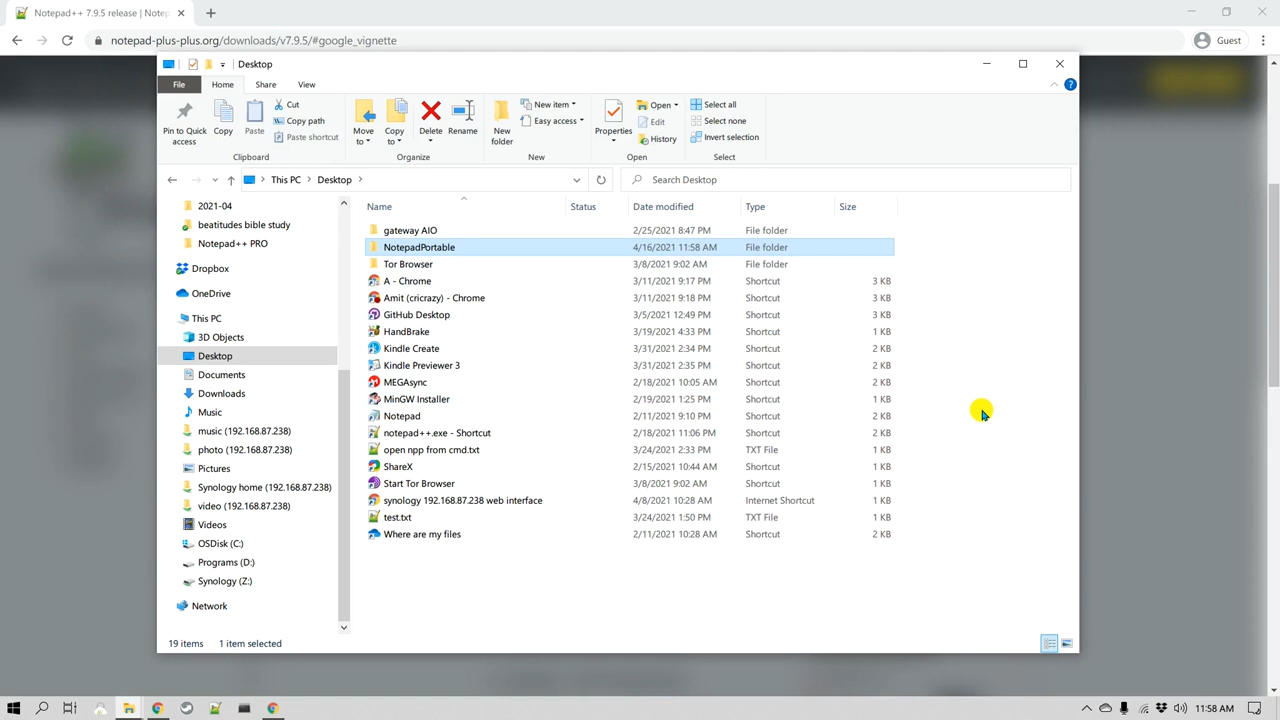 Notepad++ 7.9.5 release | Notep
notepad-plus-plus.org/downloads/v7.9.5/#google_vignette
Guest
Desktop
File Home Share View
Pin to Quick access
Copy
Paste
Cut
Copy path
Paste shortcut
Clipboard
Move to
Copy to
Delete
Rename
Organize
New folder
New item
Easy access
New
Properties
Open
Edit
History
Open
Select all
Select none
Invert selection
Select
This PC Desktop
Search Desktop
2021-04
beatitudes bible study
Notepad++ PRO
Dropbox
OneDrive
This PC
3D Objects
Desktop
Documents
Downloads
Music
music (192.168.87.238)
photo (192.168.87.238)
Pictures
Synology home (192.168.87.238)
video (192.168.87.238)
Videos
OSDisk (C:)
Programs (D:)
Synology (Z:)
Network
Name Status Date modified Type Size
gateway AIO 2/25/2021 8:47 PM File folder
NotepadPortable 4/16/2021 11:58 AM File folder
Tor Browser 3/8/2021 9:02 AM File folder
A - Chrome 3/11/2021 9:17 PM Shortcut 3 KB
Amit (cricrazy) - Chrome 3/11/2021 9:18 PM Shortcut 3 KB
GitHub Desktop 3/5/2021 12:49 PM Shortcut 3 KB
HandBrake 3/19/2021 4:33 PM Shortcut 1 KB
Kindle Create 3/31/2021 2:34 PM Shortcut 2 KB
Kindle Previewer 3 3/31/2021 2:35 PM Shortcut 2 KB
MEGAsync 2/18/2021 10:05 AM Shortcut 2 KB
MinGW Installer 2/19/2021 1:25 PM Shortcut 1 KB
Notepad 2/11/2021 9:10 PM Shortcut 2 KB
notepad++.exe - Shortcut 2/18/2021 11:06 PM Shortcut 2 KB
open npp from cmd.txt 3/24/2021 2:33 PM TXT File 1 KB
ShareX 2/15/2021 10:44 AM Shortcut 1 KB
Start Tor Browser 3/8/2021 9:02 AM Shortcut 1 KB
synology 192.168.87.238 web interface 4/8/2021 10:28 AM Internet Shortcut 1 KB
test.txt 3/24/2021 1:50 PM TXT File 1 KB
Where are my files 2/11/2021 10:28 AM Shortcut 2 KB
19 items 1 item selected
11:58 AM